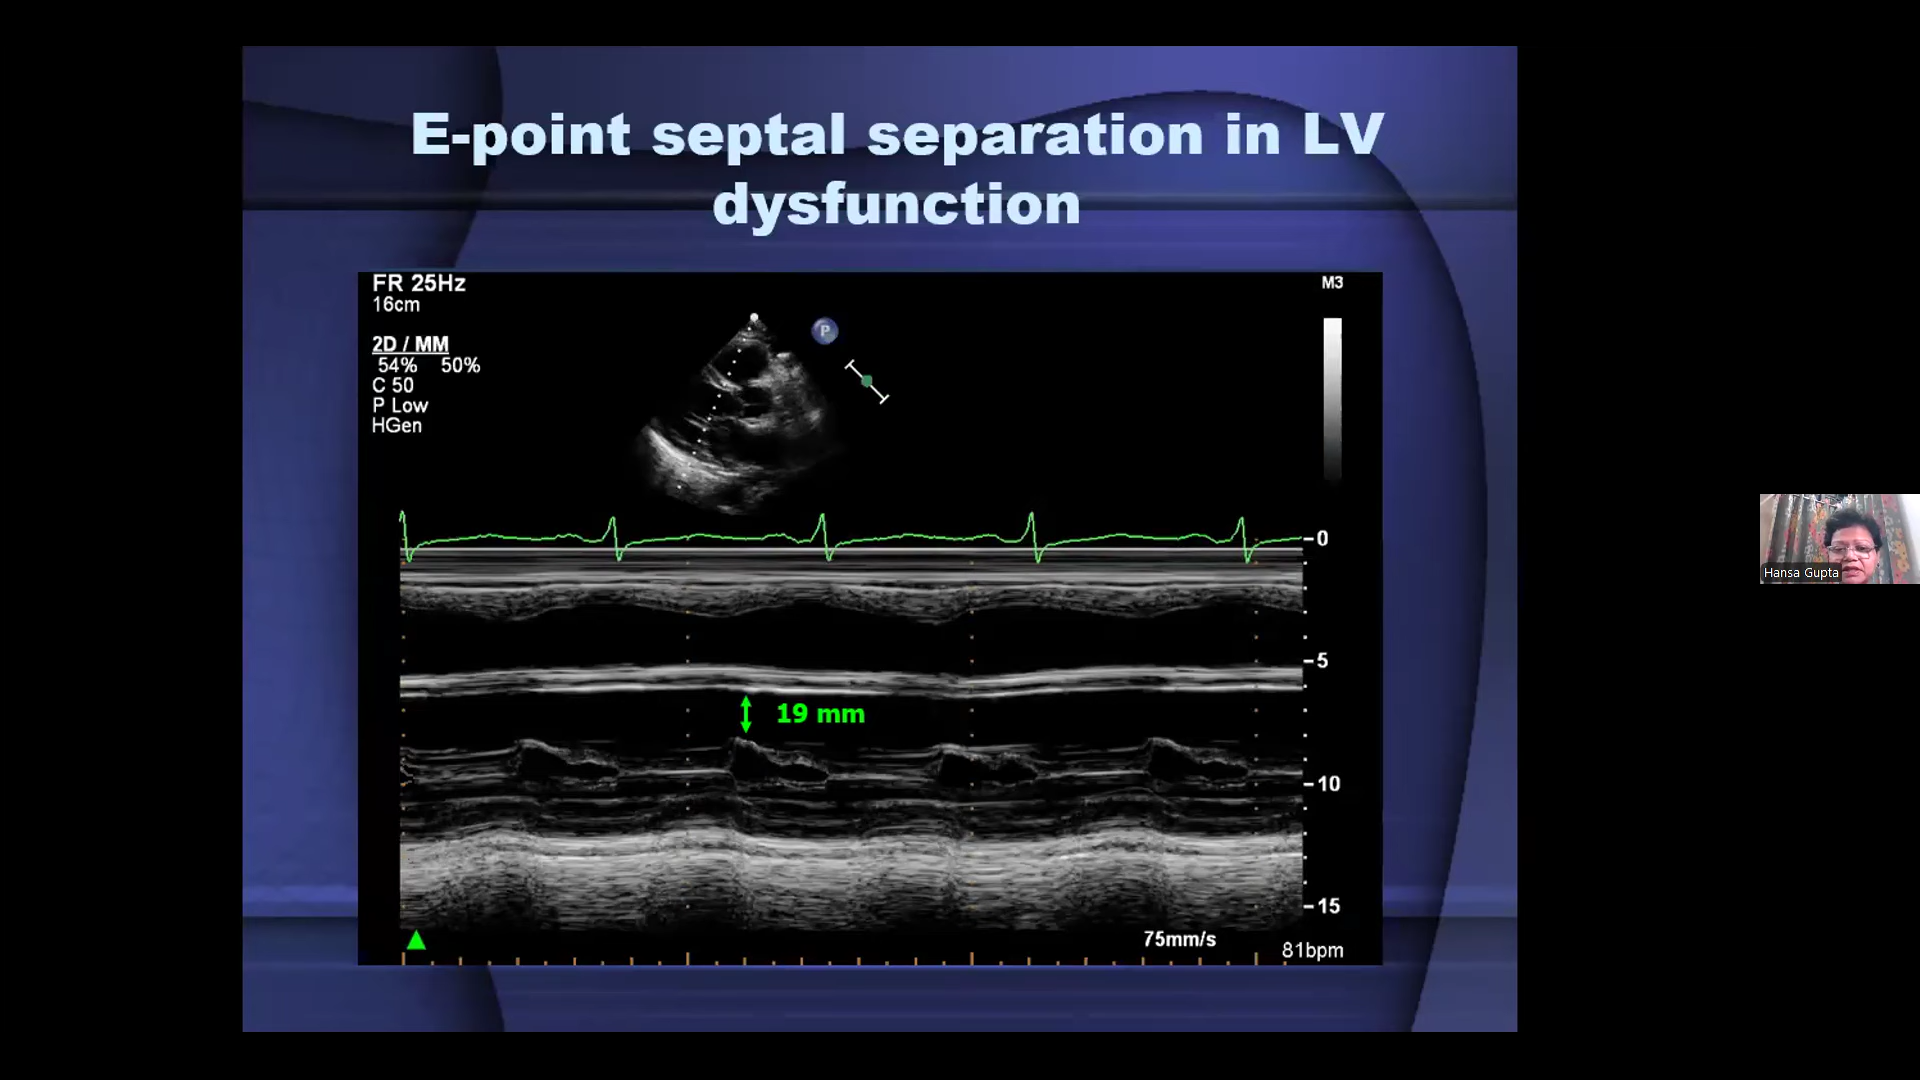 E-point septal separation in LV
dysfunction
FR 25Hz
16cm
2D / MM
54% 50%
C 50
P Low
HGen
P
M3
0
5
19 mm
10
15
75mm/s
81bpm
Hansa Gupta